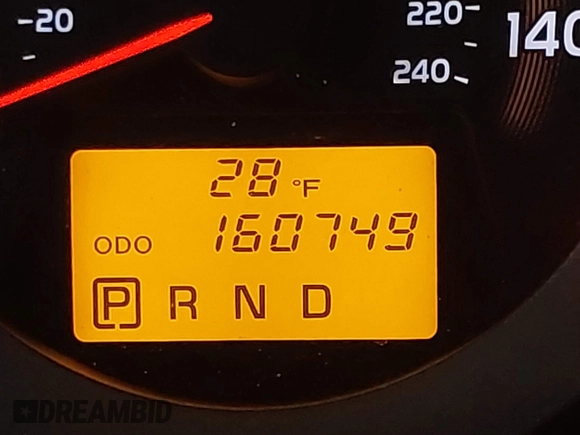 20
220
240
140
28 °F
ODO 160749
P R N D
DREAMBID